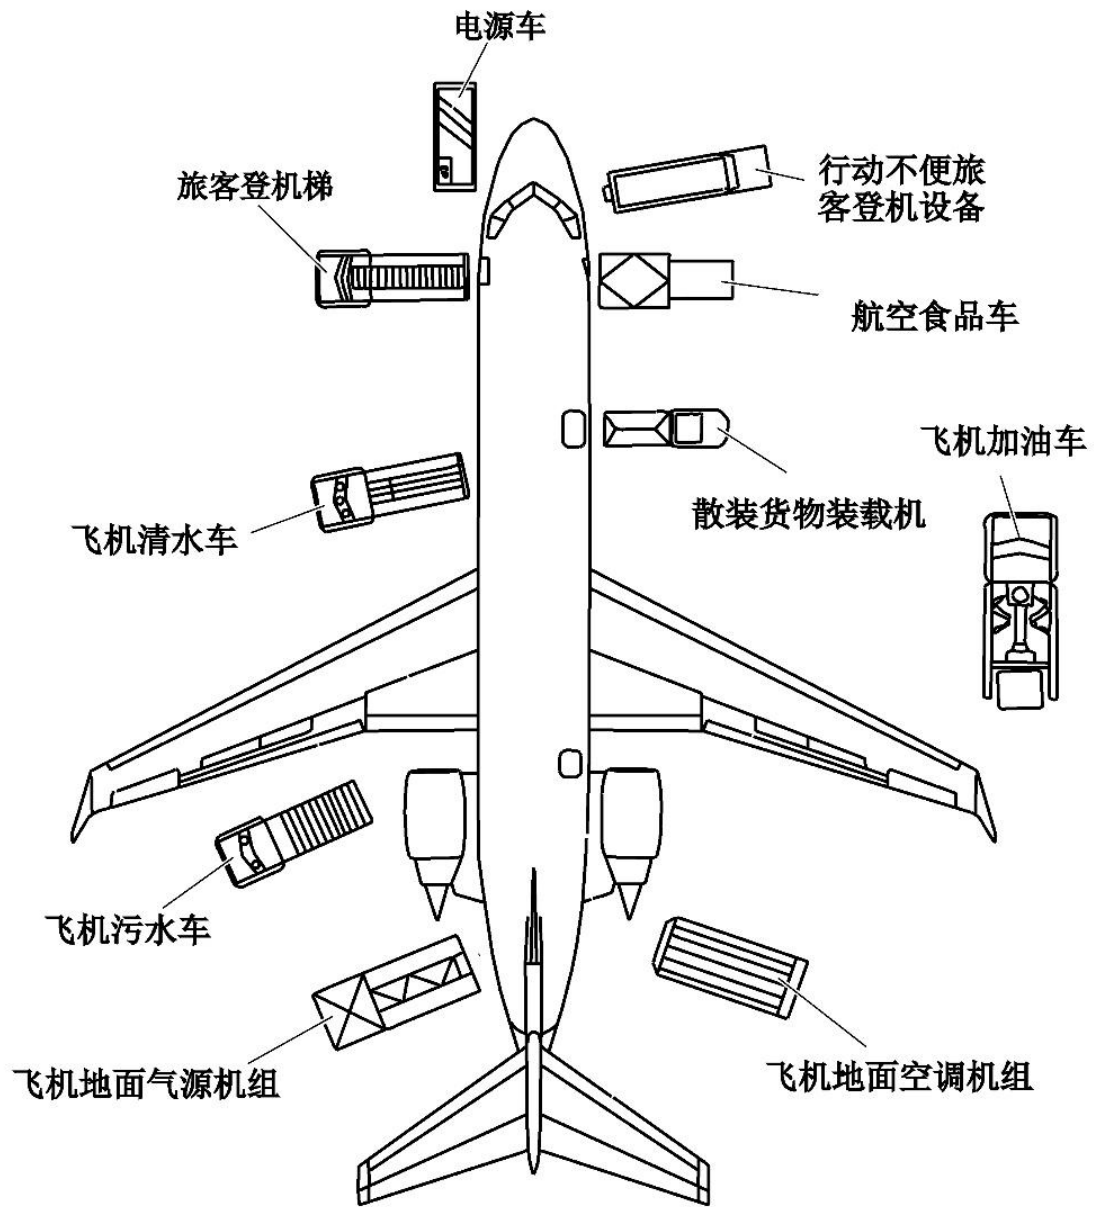 电源车
行动不便旅
客登机设备
旅客登机梯
航空食品车
飞机加油车
散装货物装载机
飞机清水车
飞机污水车
飞机地面气源机组
飞机地面空调机组